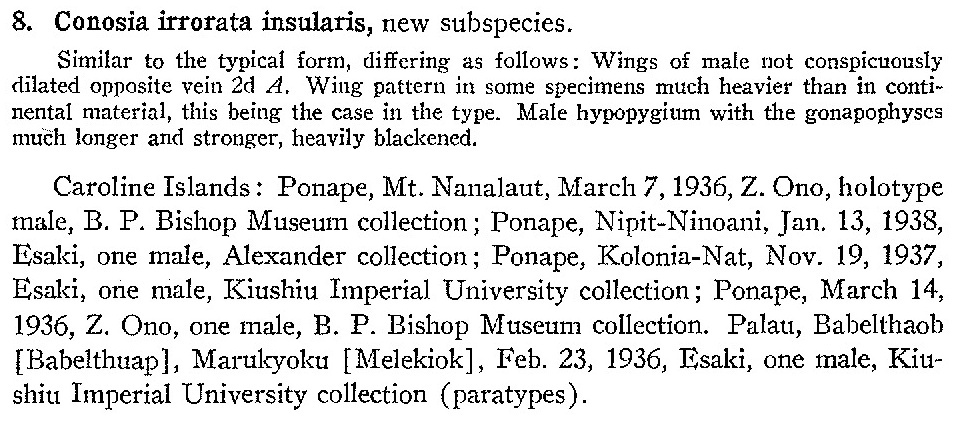 8. Conosia irrorata insularis, new subspecies.
Similar to the typical form, differing as follows: Wings of male not conspicuously
dilated opposite vein 2d A. Wing pattern in some specimens much heavier than in conti-
nental material, this being the case in the type. Male hypopygium with the gonapophyses
much longer and stronger, heavily blackened.
Caroline Islands: Ponape, Mt. Nanalaut, March 7, 1936, Z. Ono, holotype
male, B. P. Bishop Museum collection; Ponape, Nipit-Ninoani, Jan. 13, 1938,
Esaki, one male, Alexander collection; Ponape, Kolonia-Nat, Nov. 19, 1937,
Esaki, one male, Kiushiu Imperial University collection; Ponape, March 14,
1936, Z. Ono, one male, B. P. Bishop Museum collection. Palau, Babelthaob
[Babelthuap], Marukyoku [Melekiok], Feb. 23, 1936, Esaki, one male, Kiu-
shiu Imperial University collection (paratypes).